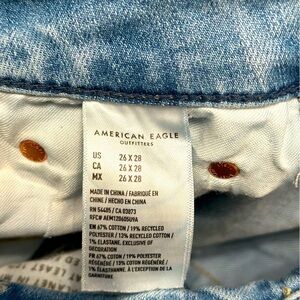 AMERICAN EAGLE
OUTFITTERS
US 26 X 28
CA 26 X 28
MX 26 X 28
MADE IN CHINA / FABRIQUÉ EN
CHINE / HECHO EN CHINA
RN 54485 / CA 03873
RFC# AEM120605U9A
EN 67% COTTON / 19% RECYCLED
POLYESTER / 13% RECYCLED COTTON /
1% ELASTANE. EXCLUSIVE OF
DECORATION
FR 67% COTON / 19% POLYESTER
RÉGÉNÉRÉ / 13% COTON RÉGÉNÉRÉ /
1% ÉLASTHANNE. À L'EXCEPTION DE LA
GARNITURE